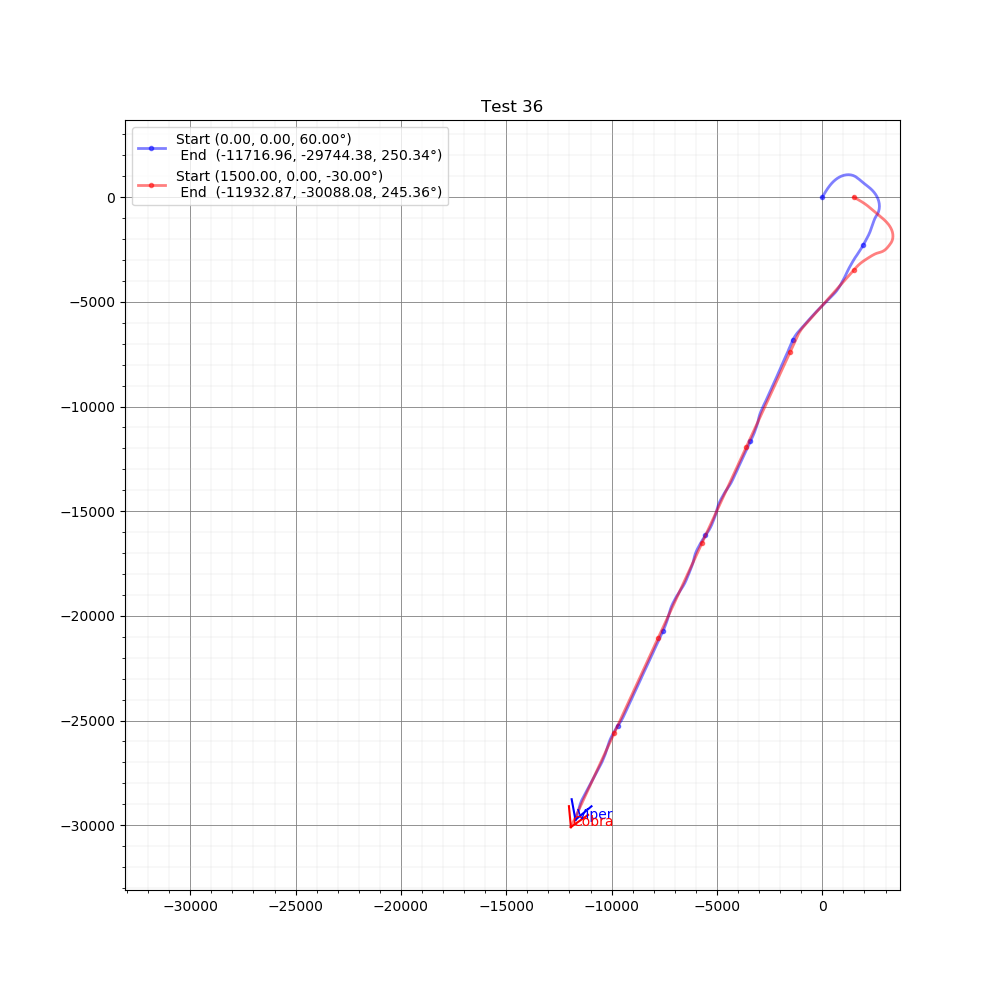 Test 36
Start (0.00, 0.00, 60.00°)
End  (-11716.96, -29744.38, 250.34°)
Start (1500.00, 0.00, -30.00°)
End  (-11932.87, -30088.08, 245.36°)
0
−5000
−10000
−15000
−20000
−25000
−30000
Viper
Cobra
−30000 −25000 −20000 −15000 −10000 −5000 0